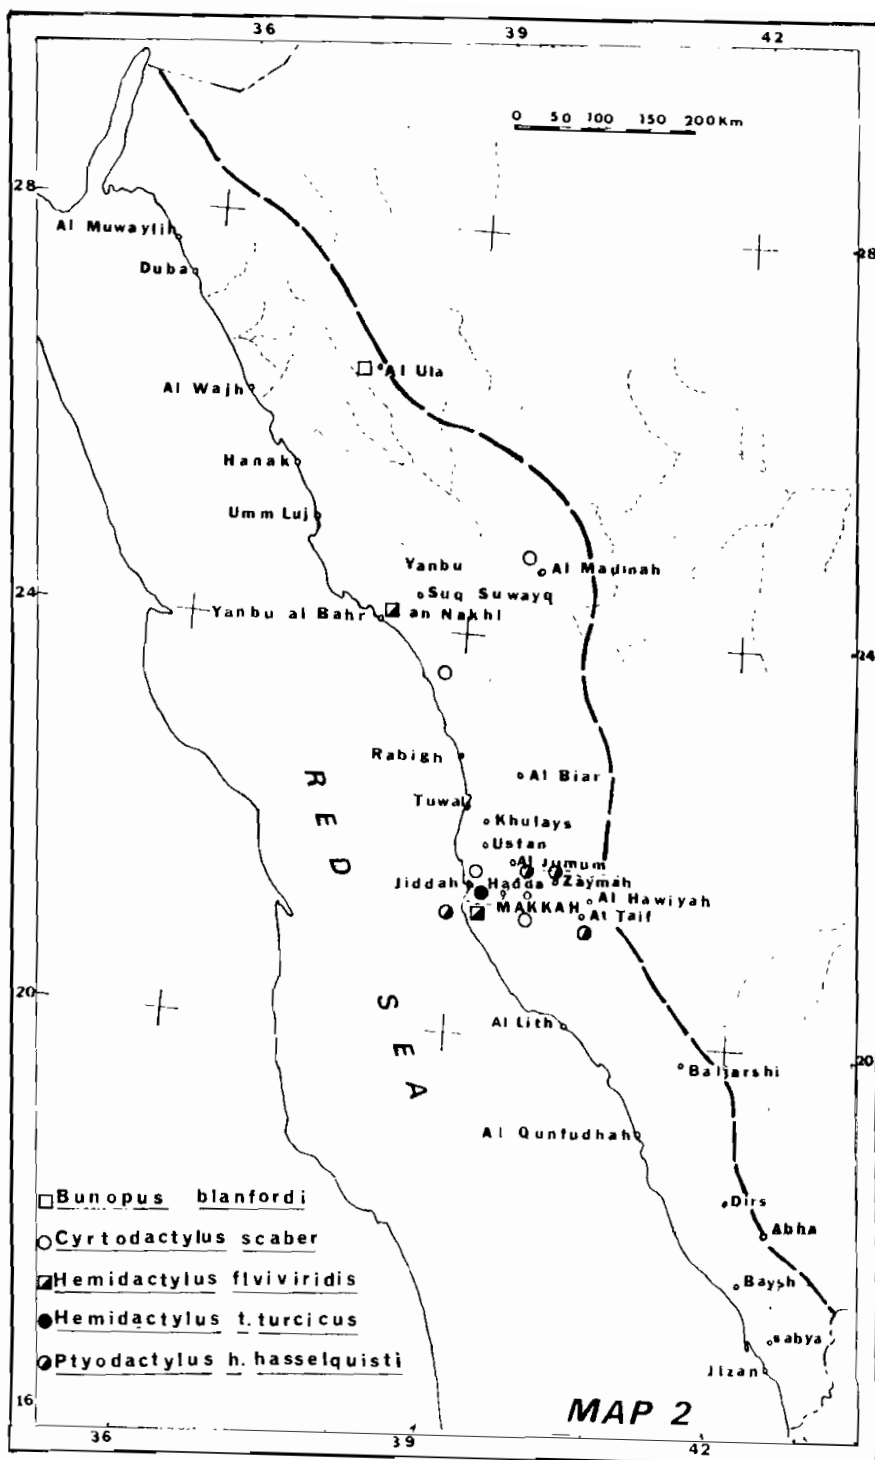 36 39 42
0 50 100 150 200Km
28
Al Muwaylih
28
Duba
Al Ula
Al Wajh
Hanak
Umm Luj
Yanbu
Al Madinah
24
Suq Suwayq
Yanbu al Bahr an Nakhl
24
Rabigh
Al Biar
RED SEA
Tuwal
Khulays
Usfan
Al Jumum
Jiddah Hadda Zaymah
MAKKAH Al Hawiyah
At Taif
20
Al Lith
20
Baljarshi
Al Qunfudhah
Bunopus blanfordi
Dirs
Cyrtodactylus scaber
Abha
Hemidactylus flviviridis
Baysh
Hemidactylus t.turcicus
sabya
Ptyodactylus h. hasselquisti
Jizan
16
MAP 2
36 39 42